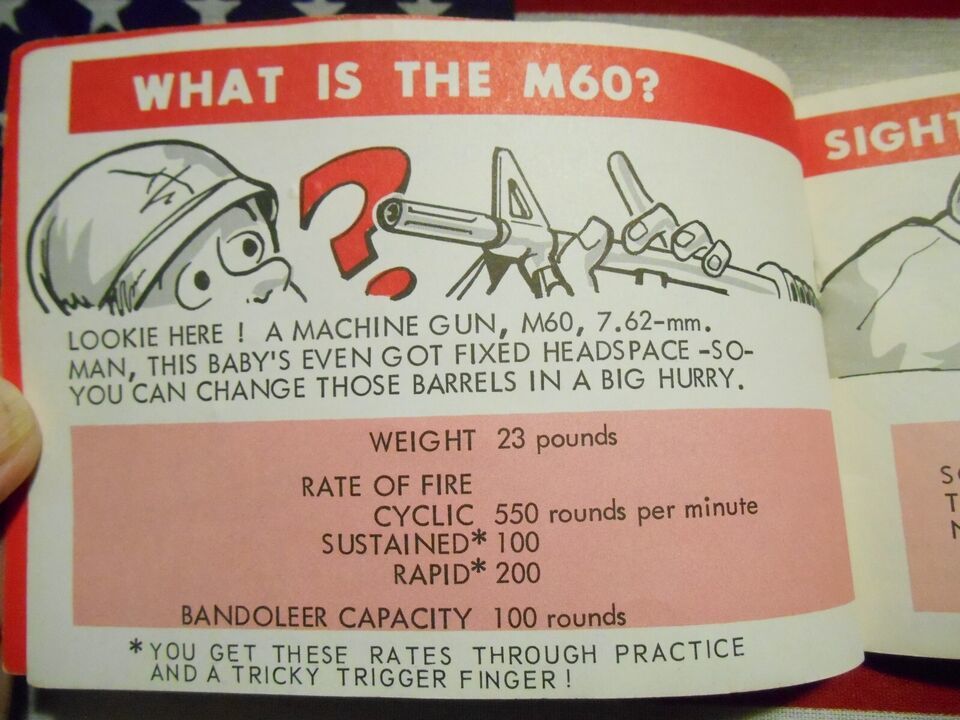 WHAT IS THE M60?
?
LOOKIE HERE ! A MACHINE GUN, M60, 7.62-mm.
MAN, THIS BABY'S EVEN GOT FIXED HEADSPACE -SO-
YOU CAN CHANGE THOSE BARRELS IN A BIG HURRY.
WEIGHT 23 pounds
RATE OF FIRE
CYCLIC 550 rounds per minute
SUSTAINED* 100
RAPID* 200
BANDOLEER CAPACITY 100 rounds
*YOU GET THESE RATES THROUGH PRACTICE
AND A TRICKY TRIGGER FINGER !
SIGHT